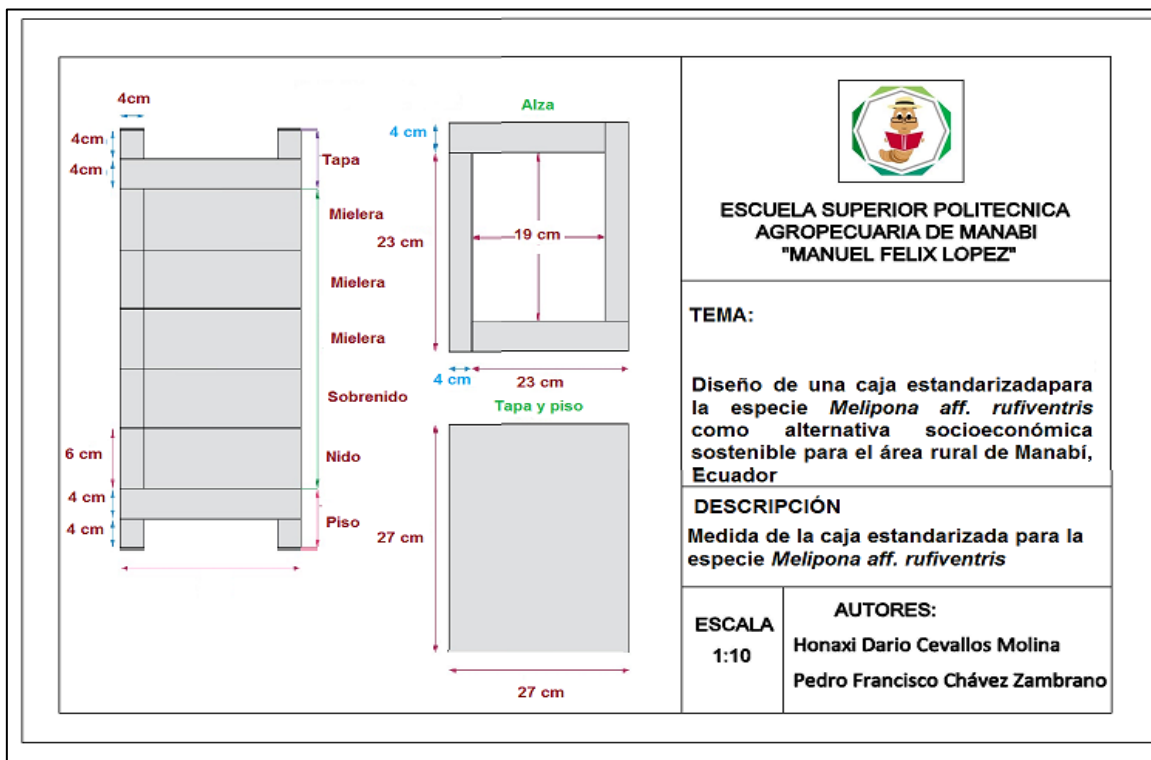 4cm
4cm
4cm
Tapa
Mielera
Mielera
Mielera
Sobrenido
6 cm
Nido
4 cm
Piso
4 cm
Alza
4 cm
23 cm
19 cm
4 cm
23 cm
Tapa y piso
27 cm
27 cm
ESCUELA SUPERIOR POLITECNICA
AGROPECUARIA DE MANABI
"MANUEL FELIX LOPEZ"
TEMA:
Diseño de una caja estandarizadapara
la especie Melipona aff. rufiventris
como alternativa socioeconómica
sostenible para el área rural de Manabí,
Ecuador
DESCRIPCIÓN
Medida de la caja estandarizada para la
especie Melipona aff. rufiventris
ESCALA
1:10
AUTORES:
Honaxi Dario Cevallos Molina
Pedro Francisco Chávez Zambrano